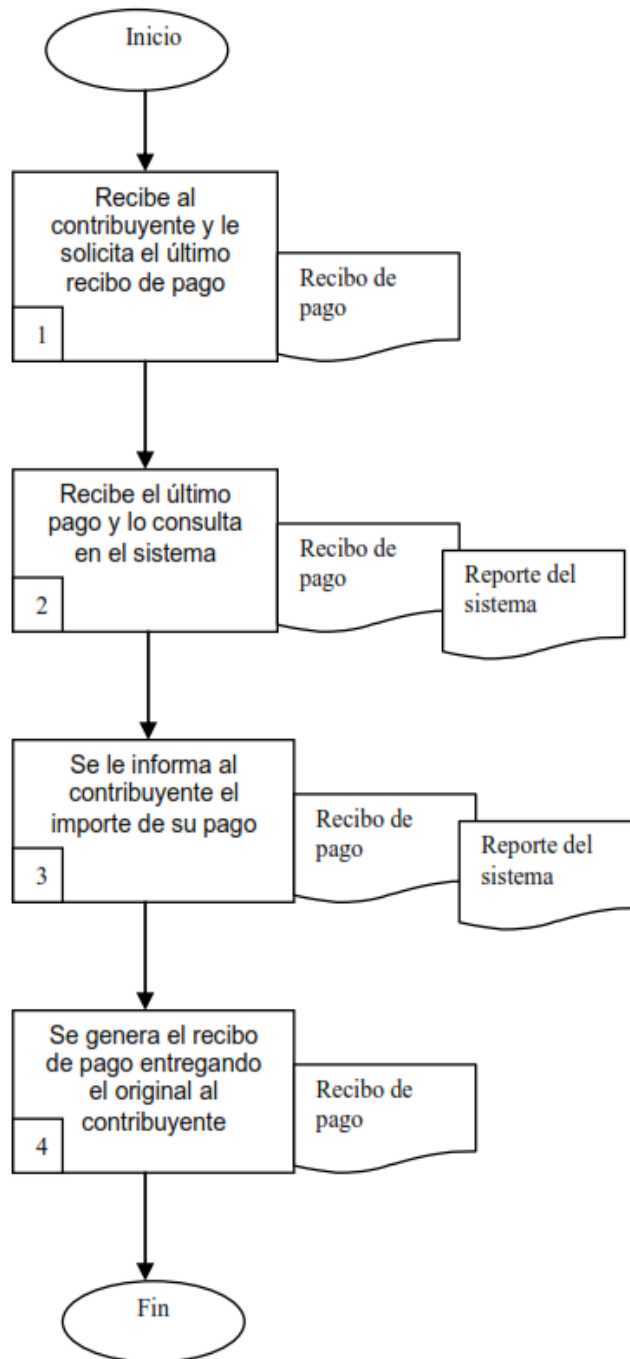 Inicio
Recibe al
contribuyente y le
solicita el último
recibo de pago
1
Recibo de
pago
Recibe el último
pago y lo consulta
en el sistema
2
Recibo de
pago
Reporte del
sistema
Se le informa al
contribuyente el
importe de su pago
3
Recibo de
pago
Reporte del
sistema
Se genera el recibo
de pago entregando
el original al
contribuyente
4
Recibo de
pago
Fin